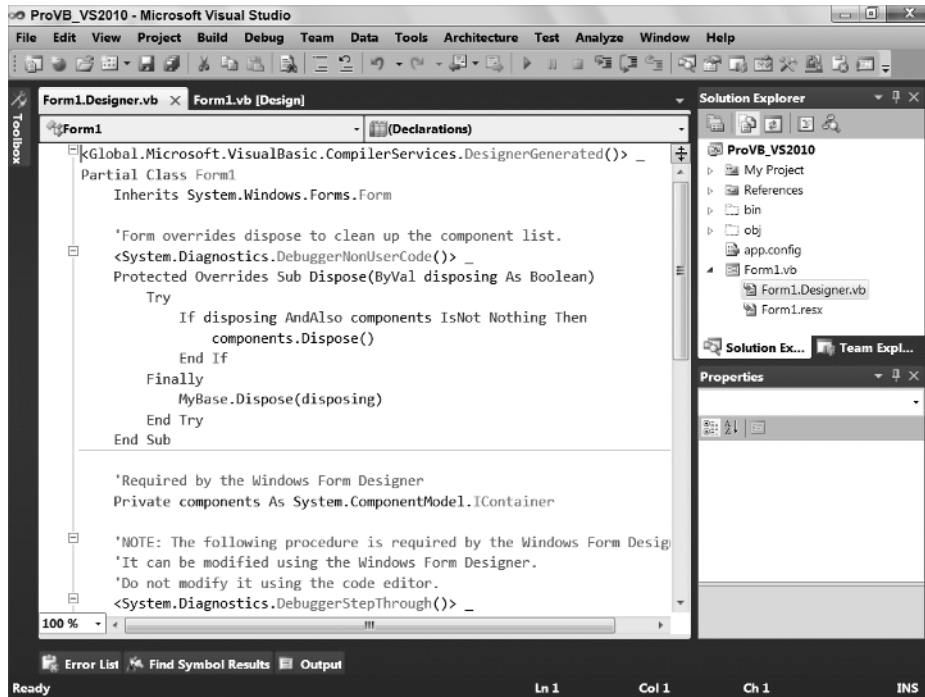 ProVB_VS2010 - Microsoft Visual Studio
File Edit View Project Build Debug Team Data Tools Architecture Test Analyze Window Help
Toolbox
Form1.Designer.vb × Form1.vb [Design]
Form1 (Declarations)
<Global.Microsoft.VisualBasic.CompilerServices.DesignerGenerated()> _
Partial Class Form1
Inherits System.Windows.Forms.Form
'Form overrides dispose to clean up the component list.
<System.Diagnostics.DebuggerNonUserCode()> _
Protected Overrides Sub Dispose(ByVal disposing As Boolean)
Try
If disposing AndAlso components IsNot Nothing Then
components.Dispose()
End If
Finally
MyBase.Dispose(disposing)
End Try
End Sub
'Required by the Windows Form Designer
Private components As System.ComponentModel.IContainer
'NOTE: The following procedure is required by the Windows Form Desig
'It can be modified using the Windows Form Designer.
'Do not modify it using the code editor.
<System.Diagnostics.DebuggerStepThrough()> _
100 %
Solution Explorer
ProVB_VS2010
My Project
References
bin
obj
app.config
Form1.vb
Form1.Designer.vb
Form1.resx
Solution Ex... Team Expl...
Properties
Error List Find Symbol Results Output
Ready Ln 1 Col 1 Ch 1 INS